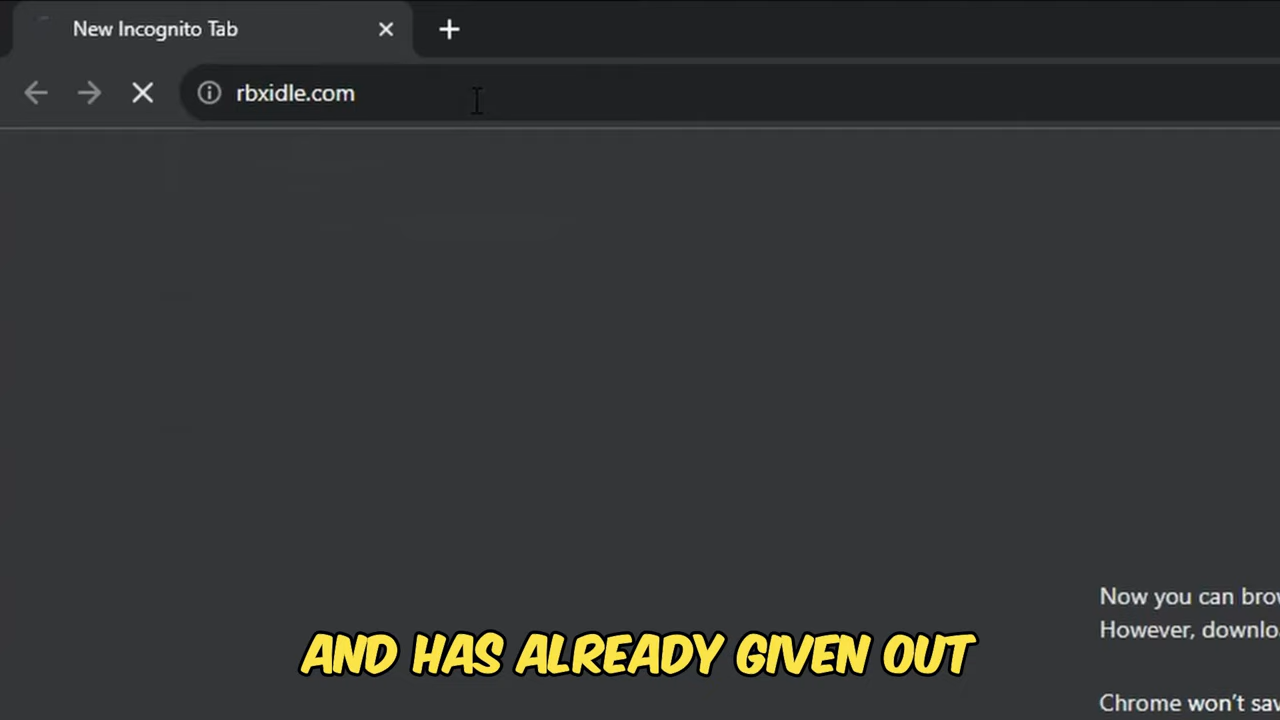 New Incognito Tab
rbxidle.com
Now you can brow
However, downlo
Chrome won't sav
AND HAS ALREADY GIVEN OUT